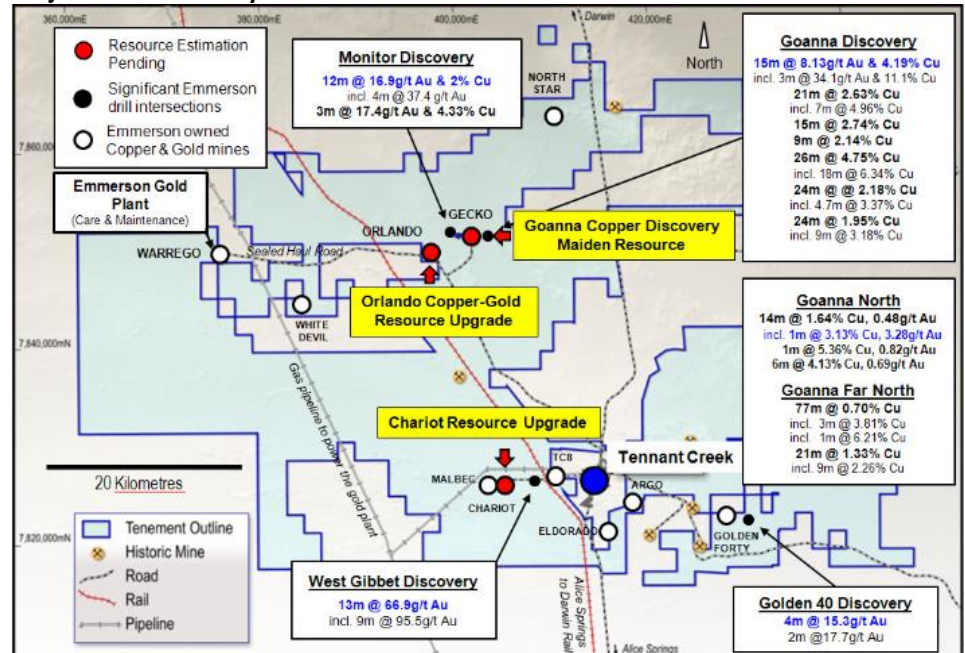 360,000mE
380,000mE
400,000mE
420,000mE
Darwin
North
Resource Estimation
Pending
Significant Emmerson
drill intersections
Emmerson owned
Copper & Gold mines
Monitor Discovery
12m @ 16.9g/t Au & 2% Cu
incl. 4m @ 37.4 g/t Au
3m @ 17.4g/t Au & 4.33% Cu
NORTH
STAR
Goanna Discovery
15m @ 8.13g/t Au & 4.19% Cu
incl. 3m @ 34.1g/t Au & 11.1% Cu
21m @ 2.63% Cu
incl. 7m @ 4.96% Cu
15m @ 2.74% Cu
9m @ 2.14% Cu
26m @ 4.75% Cu
incl. 18m @ 6.34% Cu
24m @ @ 2.18% Cu
incl. 4.7m @ 3.37% Cu
24m @ 1.95% Cu
incl. 9m @ 3.18% Cu
Emmerson Gold
Plant
(Care & Maintenance)
WARREGO
Sealed Haul Road
ORLANDO
GECKO
Goanna Copper Discovery
Maiden Resource
Orlando Copper-Gold
Resource Upgrade
WHITE
DEVIL
7,840,000mN
Gas pipeline to power the gold plant
Goanna North
14m @ 1.64% Cu, 0.48g/t Au
incl. 1m @ 3.13% Cu, 3.28g/t Au
1m @ 5.36% Cu, 0.82g/t Au
6m @ 4.13% Cu, 0.69g/t Au
Goanna Far North
77m @ 0.70% Cu
incl. 3m @ 3.81% Cu
incl. 1m @ 6.21% Cu
21m @ 1.33% Cu
incl. 9m @ 2.26% Cu
Chariot Resource Upgrade
TC8
Tennant Creek
MALBEC
CHARIOT
ARGO
ELDORADO
GOLDEN
FORTY
20 Kilometres
7,820,000mN
Tenement Outline
Historic Mine
Road
Rail
Pipeline
West Gibbet Discovery
13m @ 66.9g/t Au
incl. 9m @ 95.5g/t Au
Alice Springs
to Darwin Rail
Alice Springs
Golden 40 Discovery
4m @ 15.3g/t Au
2m @17.7g/t Au